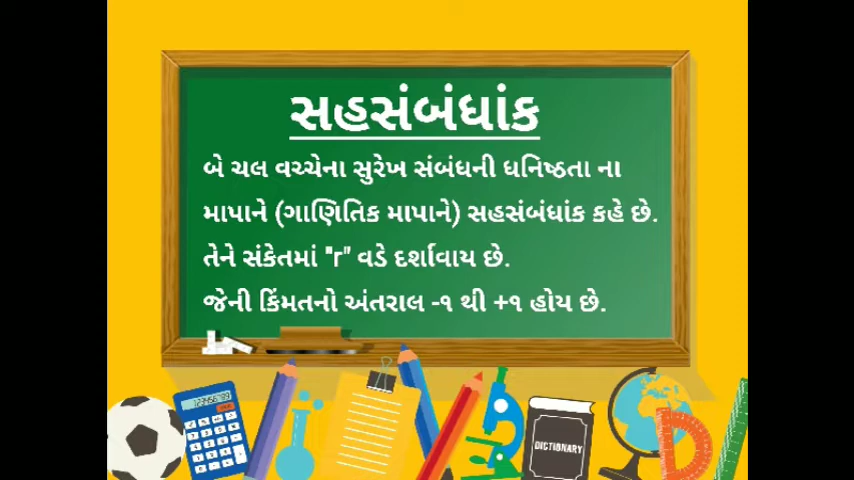 સહસંબંધાંક
બે ચલ વચ્ચેના સુરેખ સંબંધની ઘનિષ્ઠતા ના
માપાને (ગાણિતિક માપાને) સહસંબંધાંક કહે છે.
તેને સંકેતમાં "r" વડે દર્શાવાય છે.
જેની કિંમતનો અંતરાલ -૧ થી +૧ હોય છે.
DICTIONARY